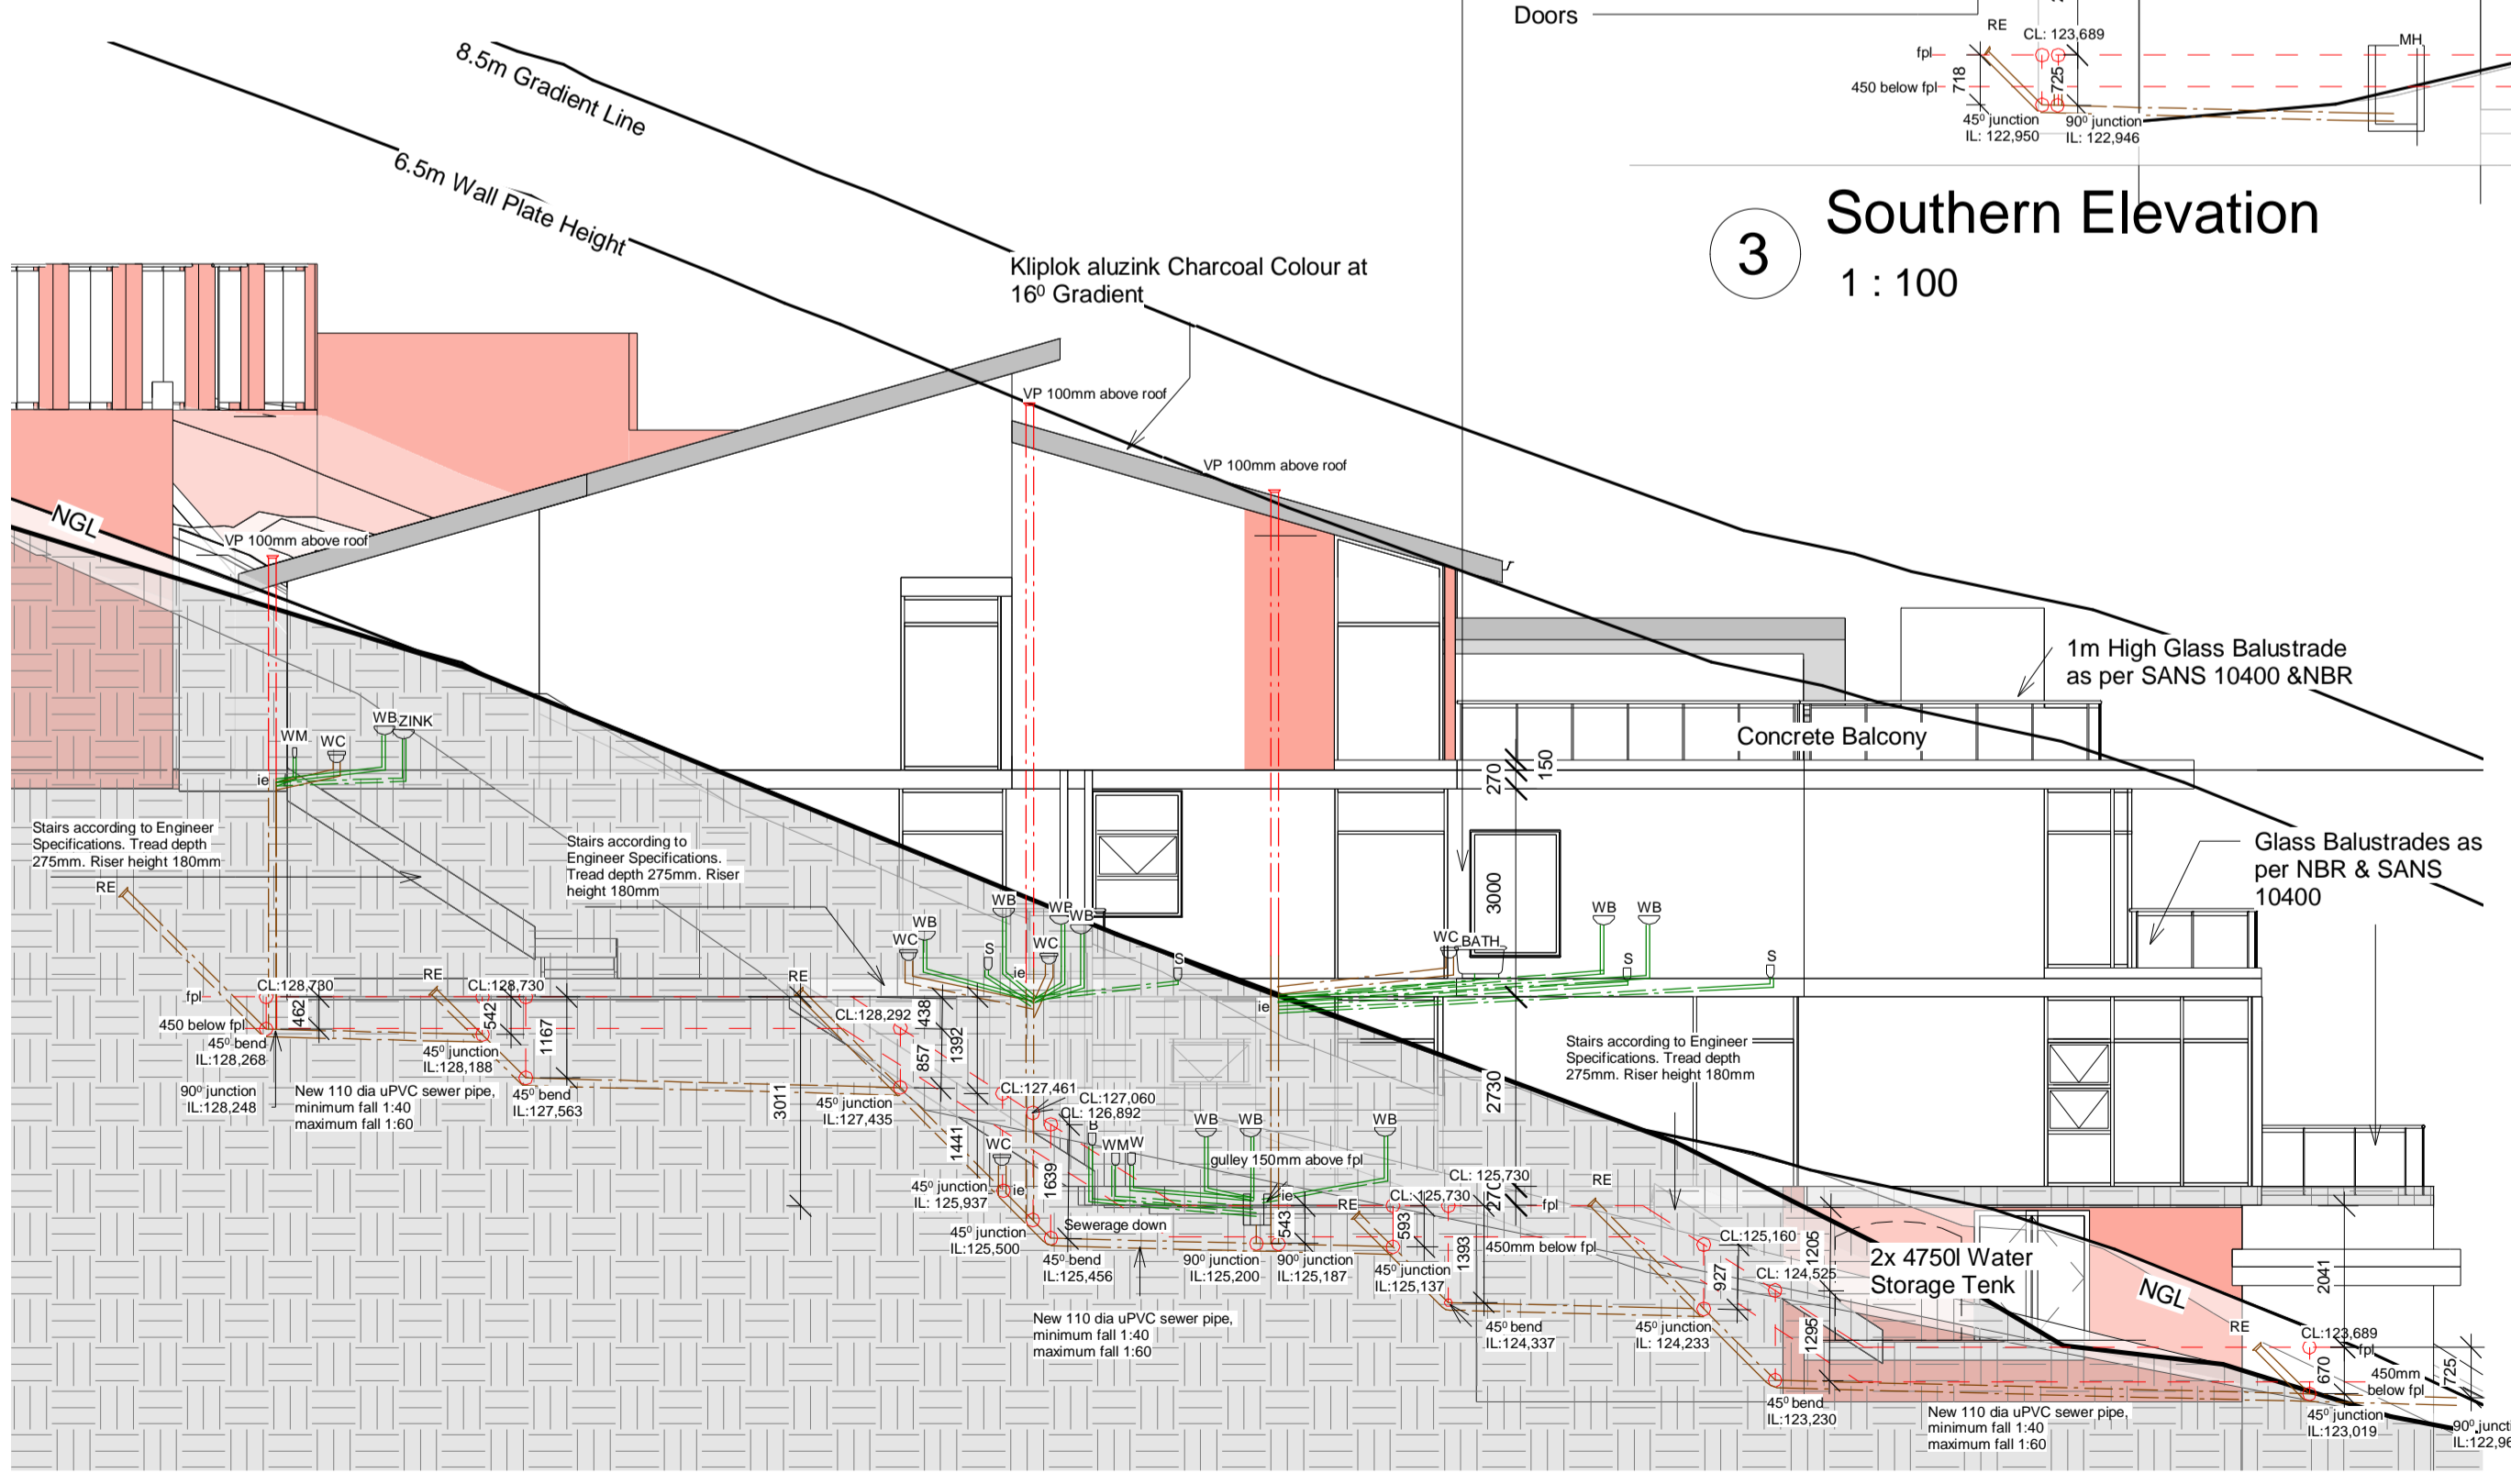 Doors
RE
CL: 123,689
fpl
718
725
450 below fpl
MH
45⁰ junction
IL: 122,950
90⁰ junction
IL: 122,946
3
Southern Elevation
1 : 100
8.5m Gradient Line
6.5m Wall Plate Height
Kliplok aluzink Charcoal Colour at
16⁰ Gradient
VP 100mm above roof
VP 100mm above roof
NGL
VP 100mm above roof
1m High Glass Balustrade
as per SANS 10400 &NBR
Concrete Balcony
WM
WC
WB
ZINK
ie
270
150
Stairs according to Engineer
Specifications. Tread depth
275mm. Riser height 180mm
Stairs according to
Engineer Specifications.
Tread depth 275mm. Riser
height 180mm
Glass Balustrades as
per NBR & SANS
10400
3000
RE
WC
WB
WB
S
ie
WC
WB
WB
S
WC
BATH
WB
WB
S
S
ie
fpl
CL:128,730
462
RE
CL:128,730
542
1167
450 below fpl
45⁰ bend
IL:128,268
45⁰ junction
IL:128,188
90⁰ junction
IL:128,248
New 110 dia uPVC sewer pipe,
minimum fall 1:40
maximum fall 1:60
45⁰ bend
IL:127,563
RE
CL:128,292
438
857
1392
3011
45⁰ junction
IL:127,435
1441
CL:127,461
CL:127,060
CL: 126,892
Stairs according to Engineer
Specifications. Tread depth
275mm. Riser height 180mm
2730
WC
ie
1639
B
WM
W
WB
WB
WB
gulley 150mm above fpl
45⁰ junction
IL: 125,937
45⁰ junction
IL:125,500
Sewerage down
45⁰ bend
IL:125,456
ie
543
90⁰ junction
IL:125,200
90⁰ junction
IL:125,187
RE
CL: 125,730
593
CL: 125,730
270
fpl
450mm below fpl
1393
45⁰ junction
IL:125,137
New 110 dia uPVC sewer pipe,
minimum fall 1:40
maximum fall 1:60
45⁰ bend
IL:124,337
RE
CL:125,160
927
CL: 124,525
1205
1295
45⁰ junction
IL: 124,233
2x 4750l Water
Storage Tenk
NGL
2041
45⁰ bend
IL:123,230
New 110 dia uPVC sewer pipe,
minimum fall 1:40
maximum fall 1:60
RE
CL:123,689
fpl
670
725
450mm
below fpl
45⁰ junction
IL:123,019
90⁰ juncti
IL:122,96